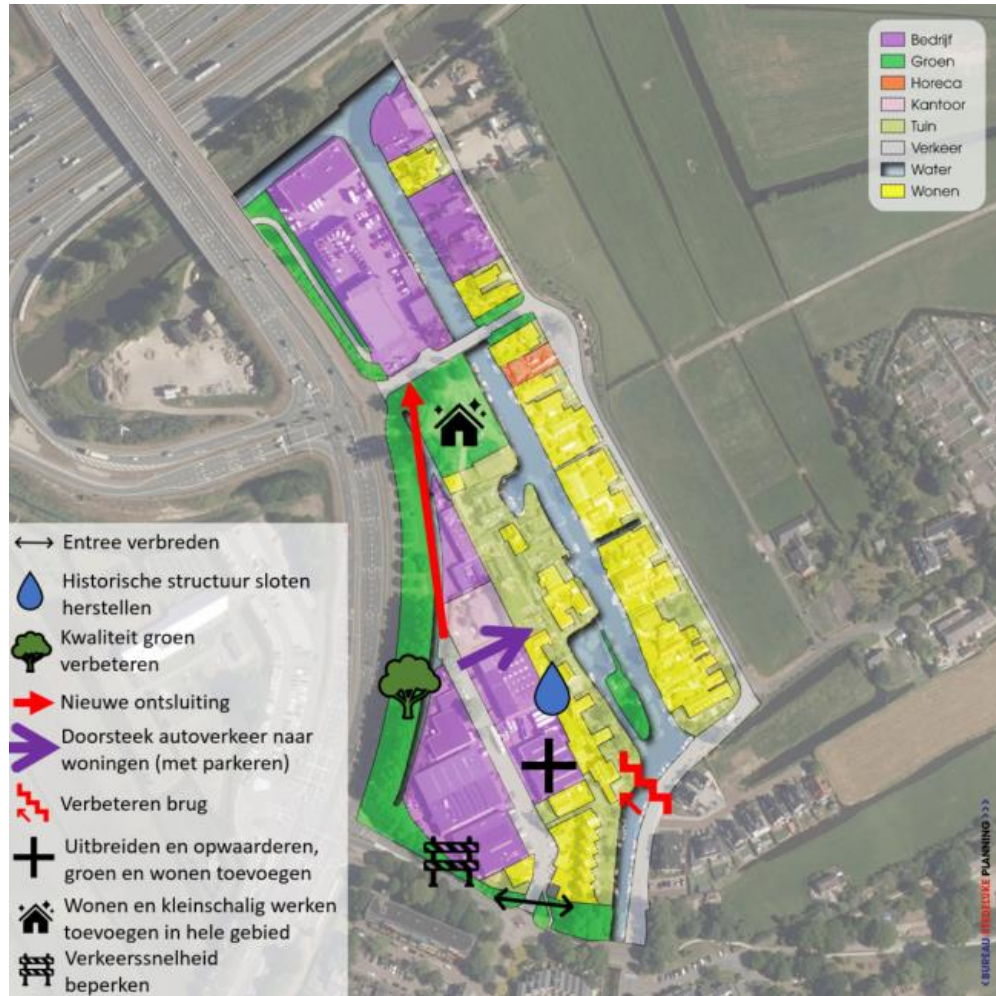 Bedrijf
Groen
Horeca
Kantoor
Tuin
Verkeer
Water
Wonen
Entree verbreden
Historische structuur sloten
herstellen
Kwaliteit groen
verbeteren
Nieuwe ontsluiting
Doorsteek autoverkeer naar
woningen (met parkeren)
Verbeteren brug
Uitbreiden en opwaarderen,
groen en wonen toevoegen
Wonen en kleinschalig werken
toevoegen in hele gebied
Verkeerssnelheid
beperken
<BUREAU STEDELIJKE PLANNING>>>